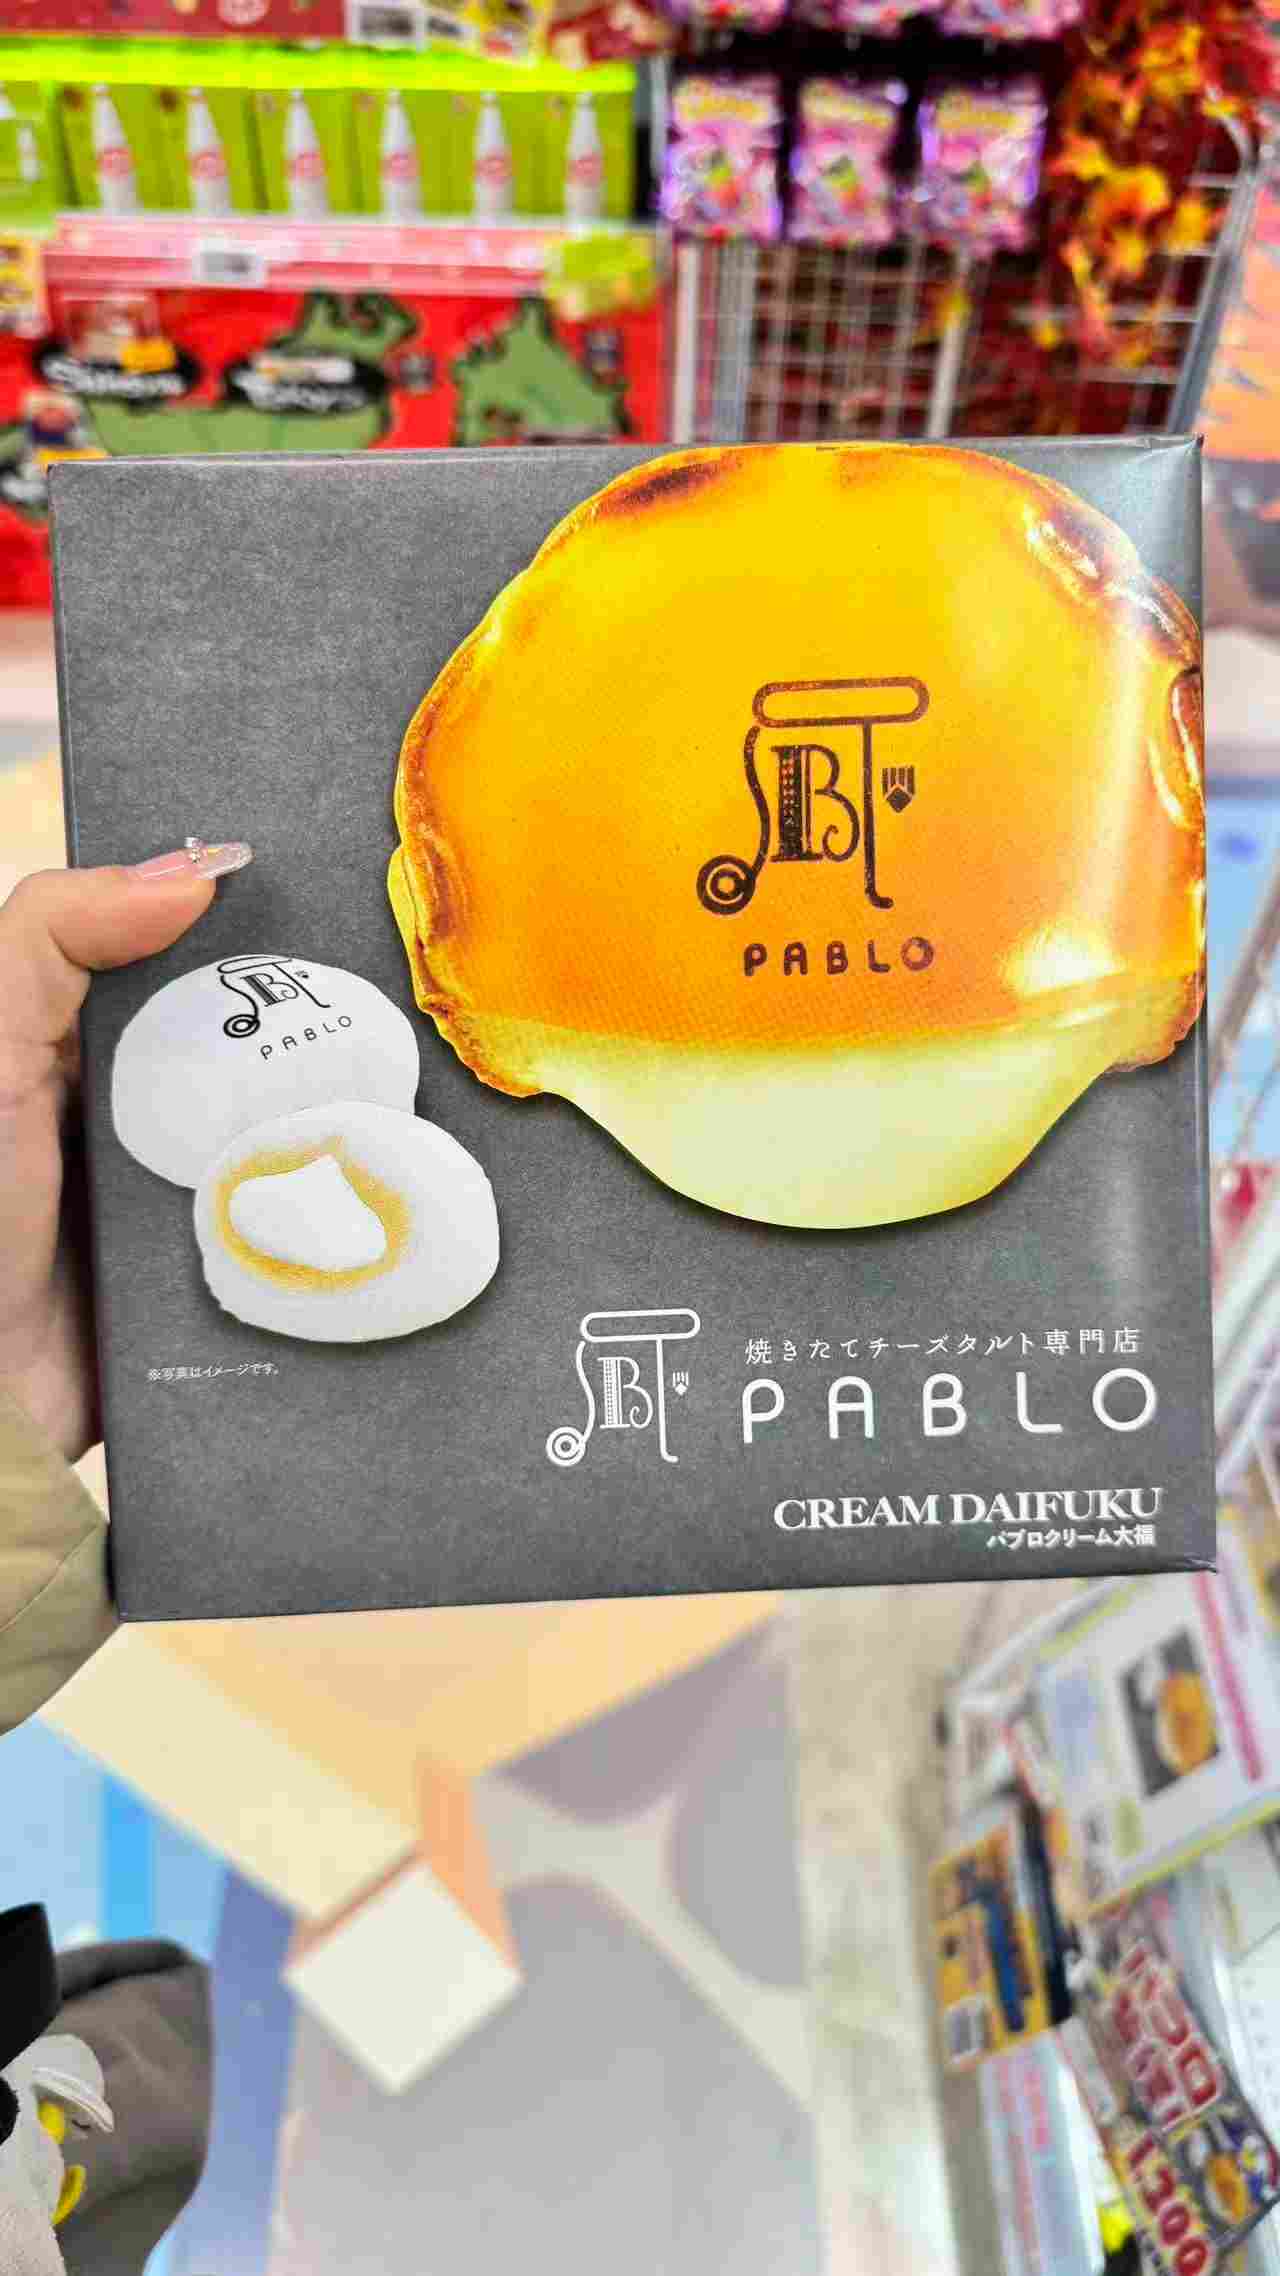 PABLO
PABLO
※写真はイメージです。
焼きたてチーズタルト専門店
PABLO
CREAM DAIFUKU
パブロクリーム大福